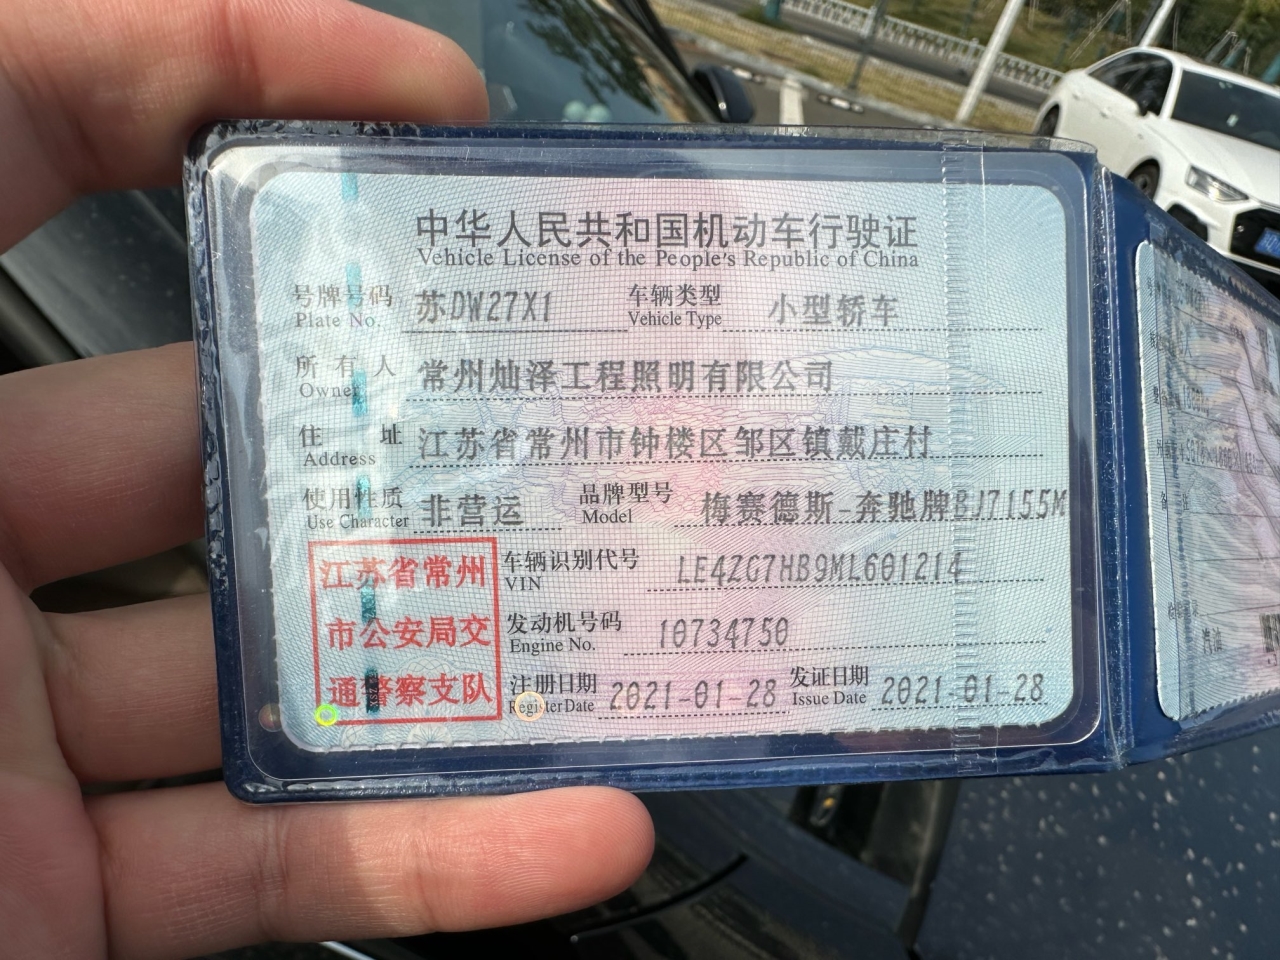 中华人民共和国机动车行驶证
Vehicle License of the People's Republic of China
号牌号码 苏DW27X1 车辆类型 小型轿车
Plate No. Vehicle Type
所有人 常州灿泽工程照明有限公司
Owner
住址 江苏省常州市钟楼区邹区镇戴庄村
Address
使用性质 非营运 品牌型号 梅赛德斯-奔驰牌BJ7155M
Use Character Model
江苏省常州
市公安局交
通警察支队
车辆识别代号 LE4ZG7HB9ML601214
VIN
发动机号码 10734750
Engine No.
注册日期 2021-01-28 发证日期 2021-01-28
Register Date Issue Date
汽油